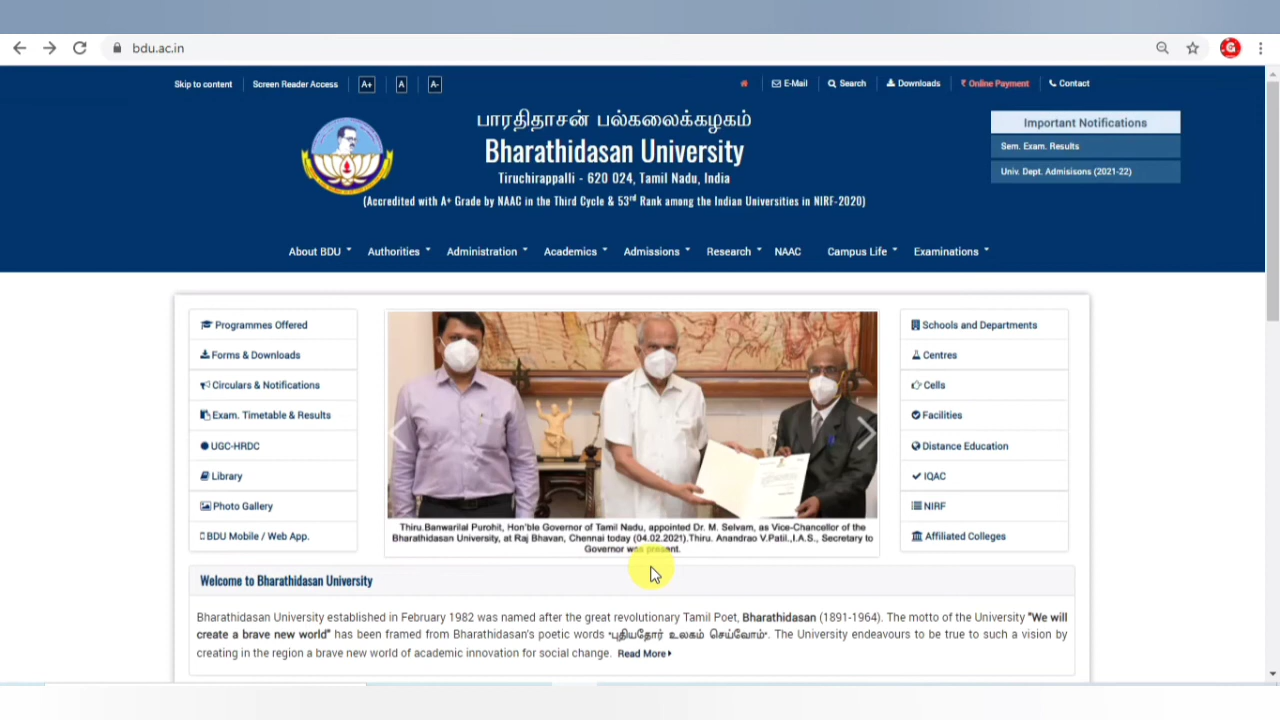 bdu.ac.in
Skip to content
Screen Reader Access
A+
A
A-
E-Mail
Search
Downloads
₹ Online Payment
Contact
பாரதிதாசன் பல்கலைக்கழகம்
Bharathidasan University
Tiruchirappalli - 620 024, Tamil Nadu, India
(Accredited with A+ Grade by NAAC in the Third Cycle & 53rd Rank among the Indian Universities in NIRF-2020)
Important Notifications
Sem. Exam. Results
Univ. Dept. Admisisons (2021-22)
About BDU
Authorities
Administration
Academics
Admissions
Research
NAAC
Campus Life
Examinations
Programmes Offered
Forms & Downloads
Circulars & Notifications
Exam. Timetable & Results
UGC-HRDC
Library
Photo Gallery
BDU Mobile / Web App.
Thiru.Banwarilal Purohit, Hon'ble Governor of Tamil Nadu, appointed Dr. M. Selvam, as Vice-Chancellor of the
Bharathidasan University, at Raj Bhavan, Chennai today (04.02.2021).Thiru. Anandrao V.Patil.,I.A.S., Secretary to
Governor was present.
Schools and Departments
Centres
Cells
Facilities
Distance Education
IQAC
NIRF
Affiliated Colleges
Welcome to Bharathidasan University
Bharathidasan University established in February 1982 was named after the great revolutionary Tamil Poet, Bharathidasan (1891-1964). The motto of the University "We will
create a brave new world" has been framed from Bharathidasan's poetic words "புதியதோர் உலகம் செய்வோம்". The University endeavours to be true to such a vision by
creating in the region a brave new world of academic innovation for social change. Read More